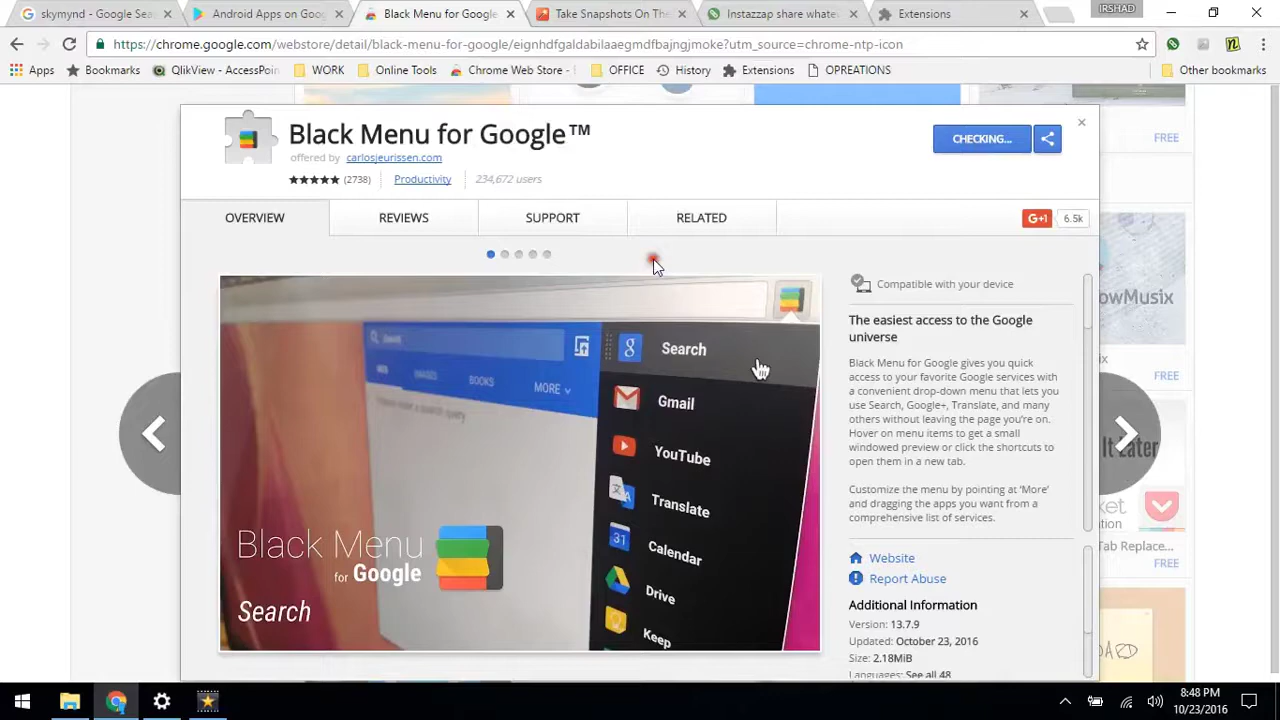 skymynd - Google Sea
Android Apps on Goog
Black Menu for Google
Take Snapshots On The
Instazzap share whate
Extensions
IRSHAD
https://chrome.google.com/webstore/detail/black-menu-for-google/eignhdfgaldabilaaegmdfbajngjmoke?utm_source=chrome-ntp-icon
Apps
Bookmarks
QlikView - AccessPoin
WORK
Online Tools
Chrome Web Store -
OFFICE
History
Extensions
OPREATIONS
Other bookmarks
Black Menu for Google™
offered by carlosjeurissen.com
(2738)
Productivity
234,672 users
CHECKING...
FREE
OVERVIEW
REVIEWS
SUPPORT
RELATED
G+1
6.5k
Search
Gmail
YouTube
Translate
31
Calendar
Drive
Keep
IMAGES
BOOKS
MORE
Black Menu
for Google
Search
Compatible with your device
The easiest access to the Google
universe
Black Menu for Google gives you quick
access to your favorite Google services with
a convenient drop-down menu that lets you
use Search, Google+, Translate, and many
others without leaving the page you're on.
Hover on menu items to get a small
windowed preview or click the shortcuts to
open them in a new tab.
Customize the menu by pointing at 'More'
and dragging the apps you want from a
comprehensive list of services.
Website
Report Abuse
Additional Information
Version: 13.7.9
Updated: October 23, 2016
Size: 2.18MiB
Languages: See all 48
owMusix
FREE
It Later
Tab Replace...
FREE
8:48 PM
10/23/2016